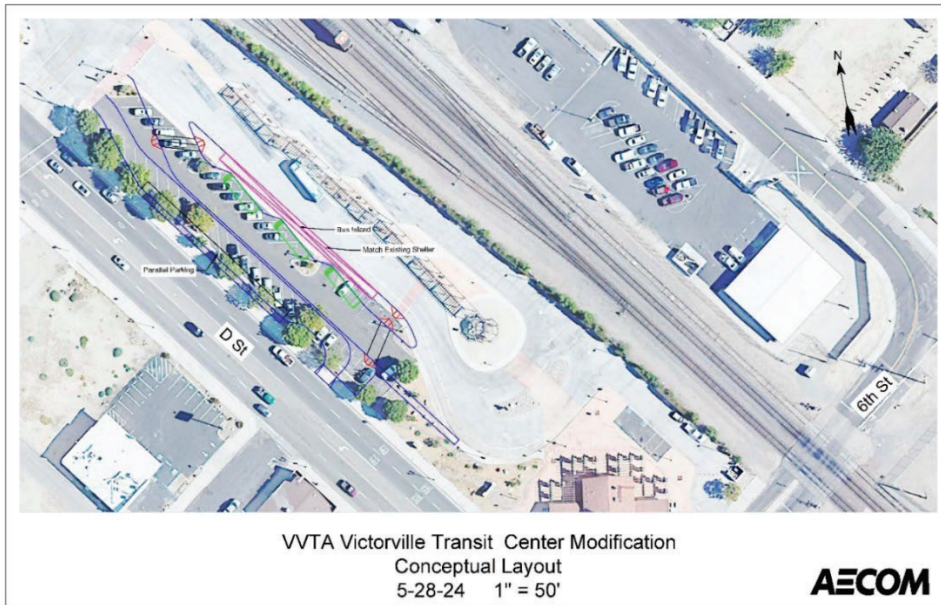 N
Bus Island
Match Existing Shelter
Parallel Parking
D St
6th St
VVTA Victorville Transit Center Modification
Conceptual Layout
5-28-24 1" = 50'
AECOM